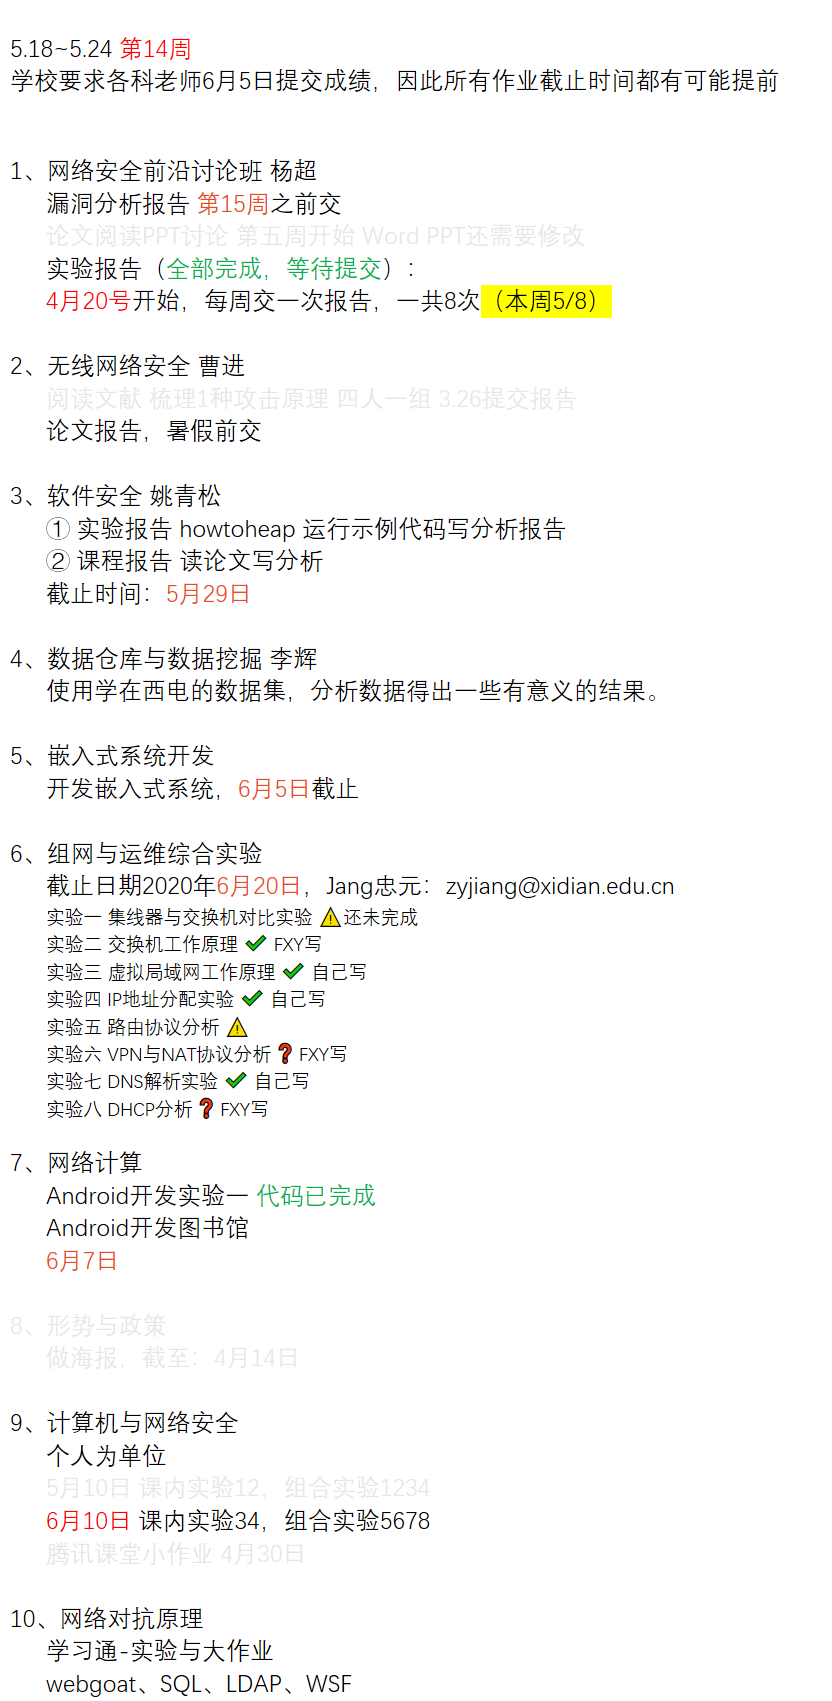 5.18~5.24 第14周
学校要求各科老师6月5日提交成绩，因此所有作业截止时间都有可能提前
1、网络安全前沿讨论班 杨超
漏洞分析报告 第15周之前交
论文阅读PPT讨论 第五周开始 Word PPT还需要修改
实验报告（全部完成，等待提交）：
4月20号开始，每周交一次报告，一共8次（本周5/8）
2、无线网络安全 曹进
阅读文献 梳理1种攻击原理 四人一组 3.26提交报告
论文报告，暑假前交
3、软件安全 姚青松
① 实验报告 howtoheap 运行示例代码写分析报告
② 课程报告 读论文写分析
截止时间：5月29日
4、数据仓库与数据挖掘 李辉
使用学在西电的数据集，分析数据得出一些有意义的结果。
5、嵌入式系统开发
开发嵌入式系统，6月5日截止
6、组网与运维综合实验
截止日期2020年6月20日，Jang忠元：zyjiang@xidian.edu.cn
实验一 集线器与交换机对比实验 ⚠还未完成
实验二 交换机工作原理 ✔ FXY写
实验三 虚拟局域网工作原理 ✔ 自己写
实验四 IP地址分配实验 ✔ 自己写
实验五 路由协议分析 ⚠
实验六 VPN与NAT协议分析 ❓ FXY写
实验七 DNS解析实验 ✔ 自己写
实验八 DHCP分析 ❓ FXY写
7、网络计算
Android开发实验一 代码已完成
Android开发图书馆
6月7日
8、形势与政策
做海报，截至：4月14日
9、计算机与网络安全
个人为单位
5月10日 课内实验12，组合实验1234
6月10日 课内实验34，组合实验5678
腾讯课堂小作业 4月30日
10、网络对抗原理
学习通-实验与大作业
webgoat、SQL、LDAP、WSF